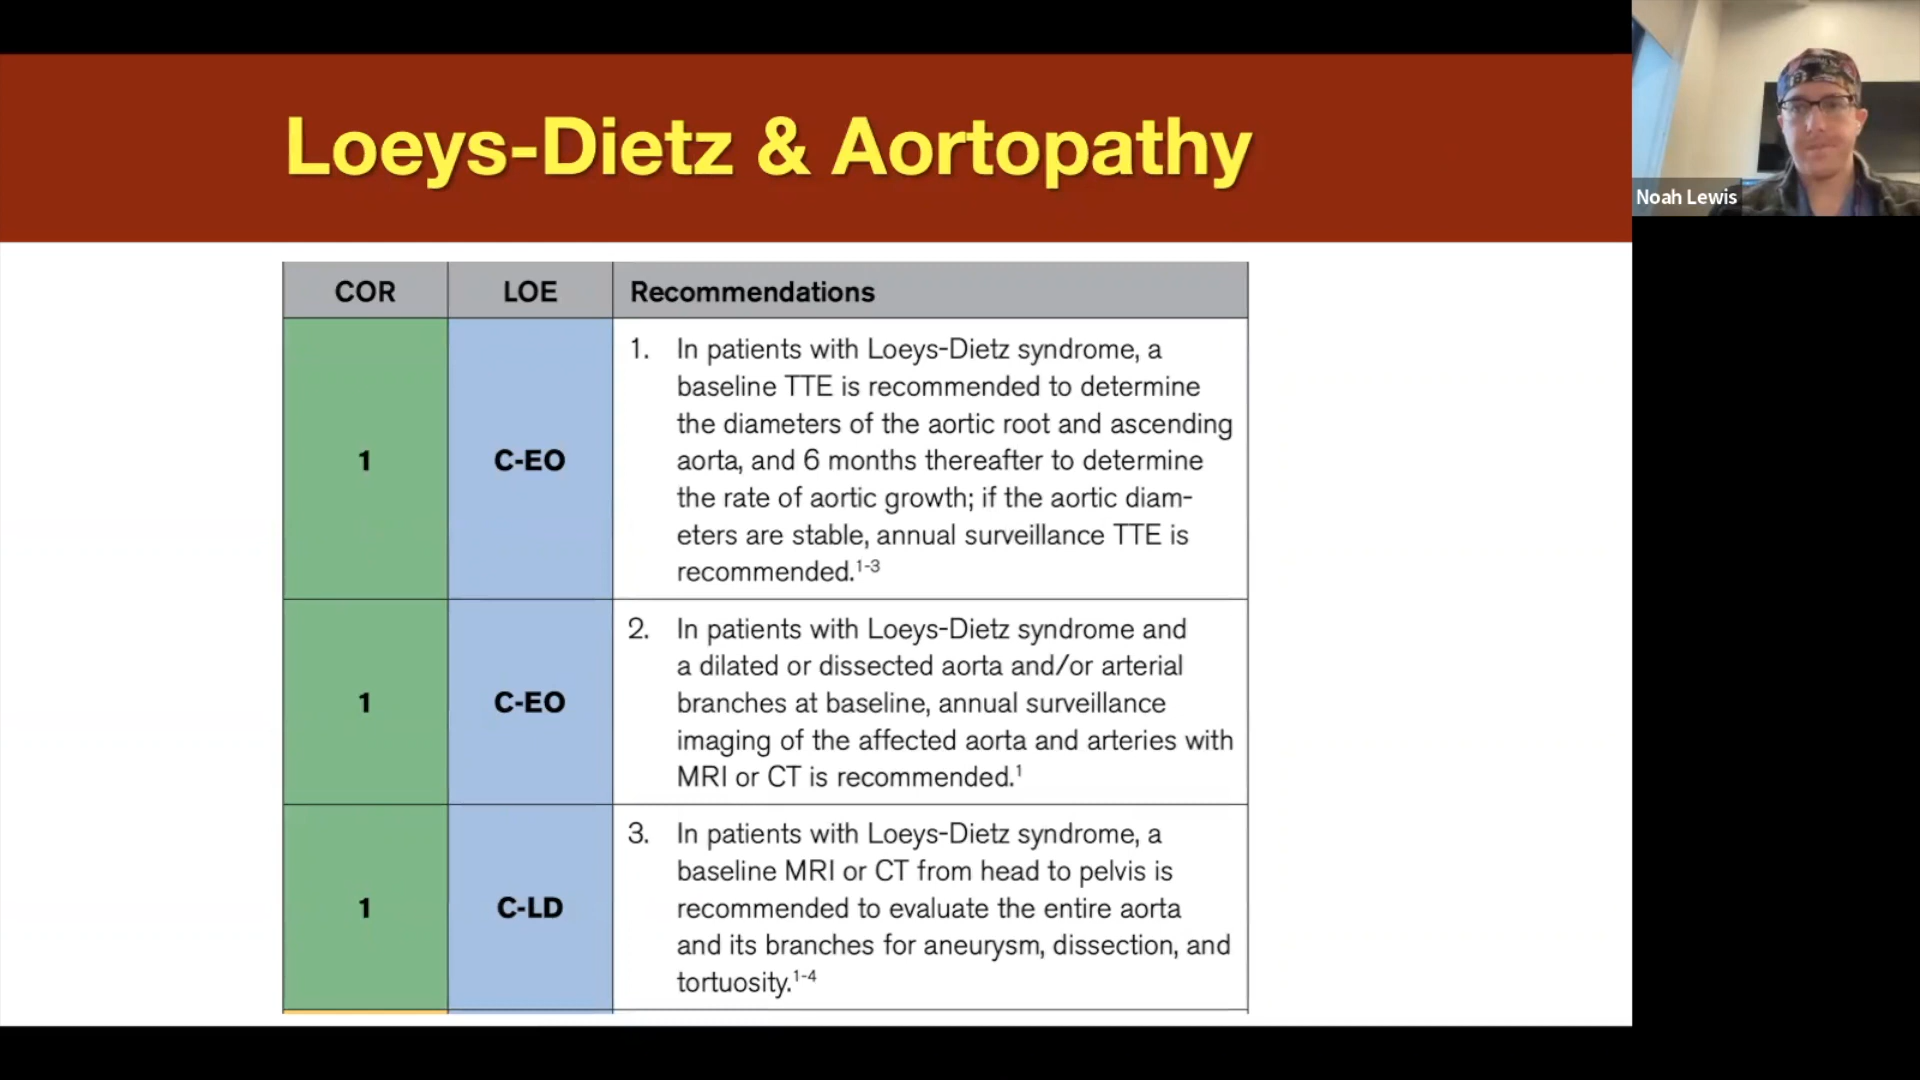 Loeys-Dietz & Aortopathy
Noah Lewis
COR LOE Recommendations
1 C-EO
1. In patients with Loeys-Dietz syndrome, a
baseline TTE is recommended to determine
the diameters of the aortic root and ascending
aorta, and 6 months thereafter to determine
the rate of aortic growth; if the aortic diam-
eters are stable, annual surveillance TTE is
recommended.1-3
1 C-EO
2. In patients with Loeys-Dietz syndrome and
a dilated or dissected aorta and/or arterial
branches at baseline, annual surveillance
imaging of the affected aorta and arteries with
MRI or CT is recommended.1
1 C-LD
3. In patients with Loeys-Dietz syndrome, a
baseline MRI or CT from head to pelvis is
recommended to evaluate the entire aorta
and its branches for aneurysm, dissection, and
tortuosity.1-4